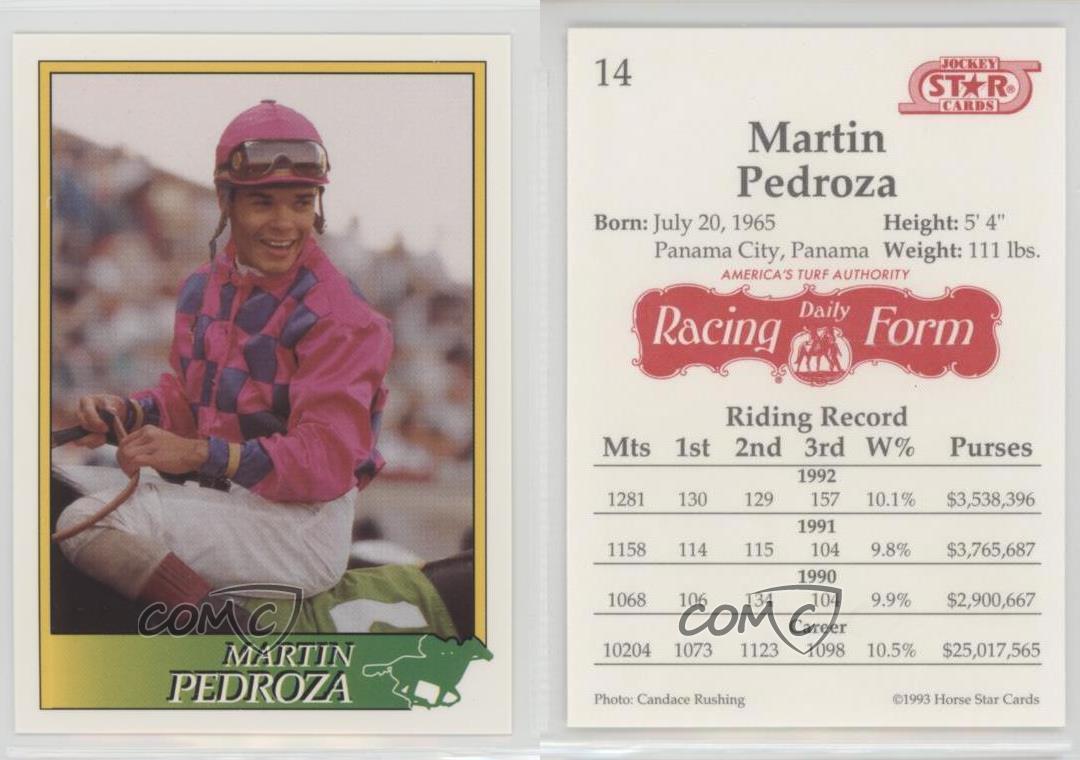 MARTIN
PEDROZA
COMC
14
JOCKEY
STAR®
CARDS
Martin
Pedroza
Born: July 20, 1965 Height: 5' 4"
Panama City, Panama Weight: 111 lbs.
AMERICA'S TURF AUTHORITY
Racing Daily Form
®
Riding Record
Mts 1st 2nd 3rd W% Purses
1992
1281 130 129 157 10.1% $3,538,396
1991
1158 114 115 104 9.8% $3,765,687
1990
1068 106 134 104 9.9% $2,900,667
Career
10204 1073 1123 1098 10.5% $25,017,565
COMC
Photo: Candace Rushing ©1993 Horse Star Cards